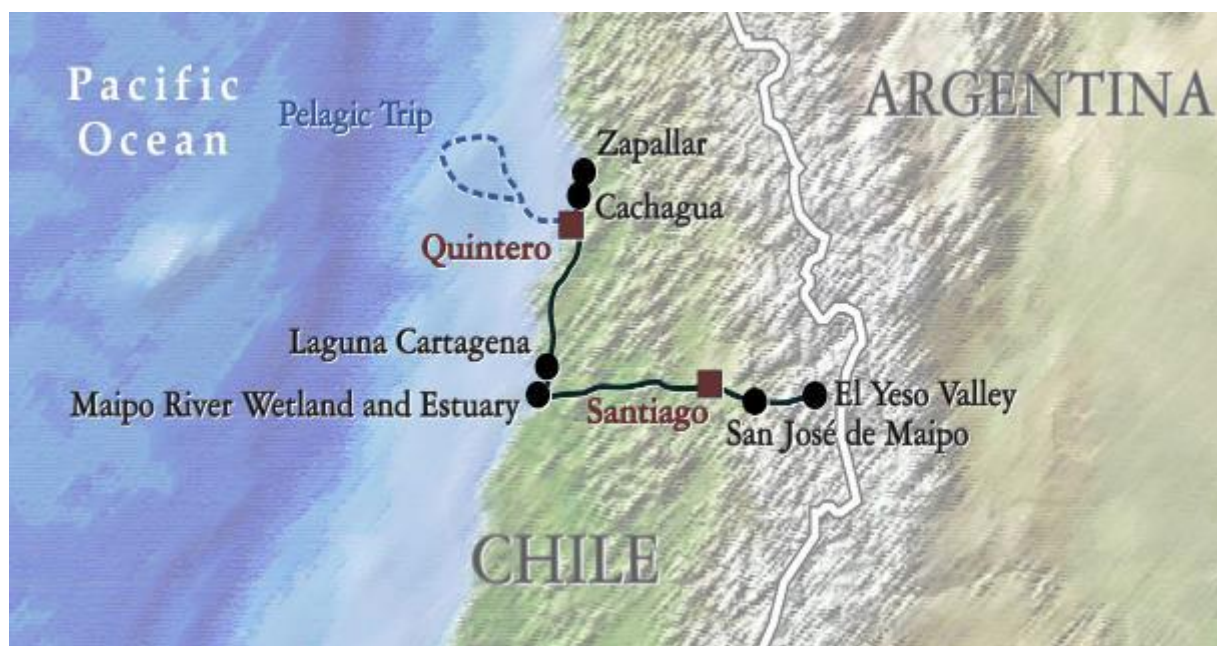 Pacific
Ocean
Pelagic Trip
ARGENTINA
Zapallar
Cachagua
Quintero
Laguna Cartagena
Maipo River Wetland and Estuary
Santiago
El Yeso Valley
San José de Maipo
CHILE